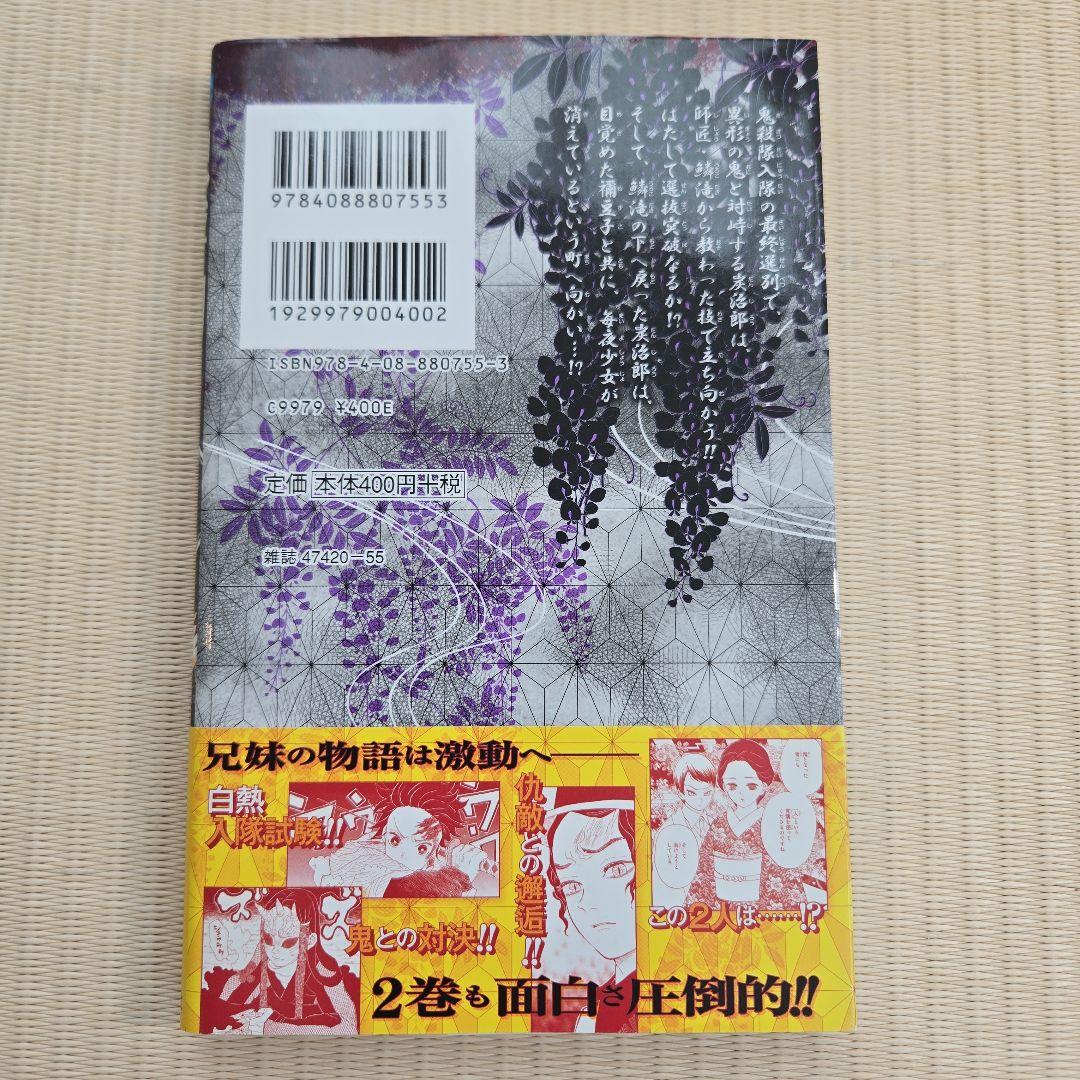 鬼殺隊入隊の最終選別で、
異形の鬼と対峙する炭治郎は、
師匠・鱗滝から教わった技で立ち向かう!!
はたして選抜突破なるか!?
そして、鱗滝の下へ戻った炭治郎は、
目覚めた禰豆子と共に、毎夜少女が
消えているという町へ向かい…!?
9784088807553
1929979004002
ISBN978-4-08-880755-3
C9979 ¥400E
定価 本体400円+税
雑誌 47420-55
兄妹の物語は激動へ――
白熱
入隊試験!!
仇敵との邂逅!!
この2人は……!?
鬼との対決!!
2巻も面白さ圧倒的!!